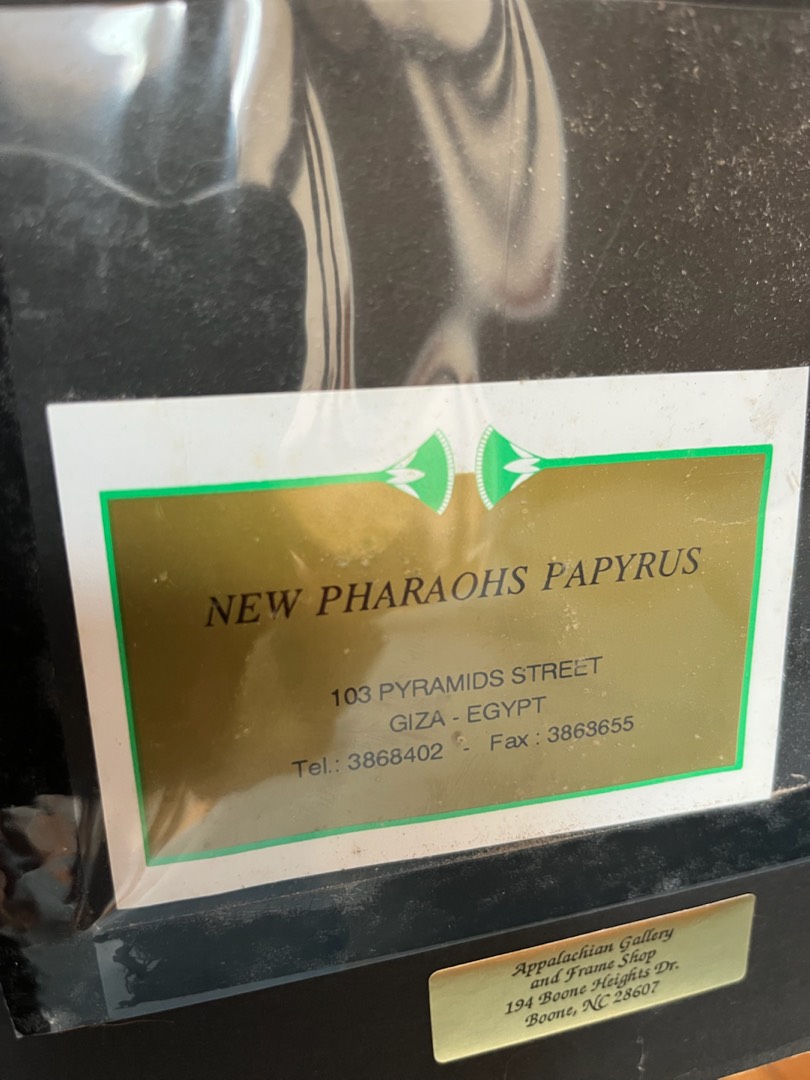 NEW PHARAOHS PAPYRUS
103 PYRAMIDS STREET
GIZA - EGYPT
Tel.: 3868402 - Fax : 3868655
Appalachian Gallery
and Frame Shop
194 Boone Heights Dr.
Boone, NC 28607